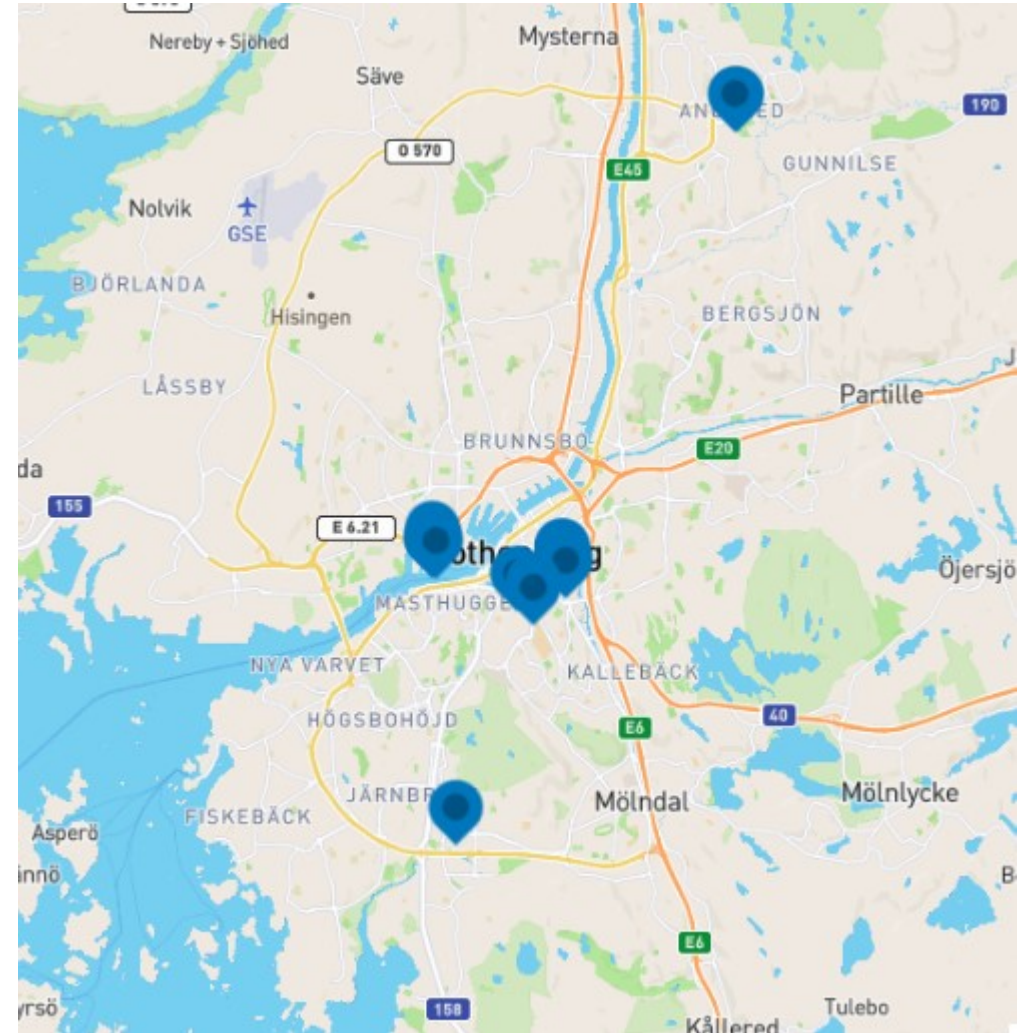 Nereby + Sjöhed
Mysterna
Säve
190
O 570
GUNNILSE
E45
Nolvik
GSE
BJÖRLANDA
Hisingen
BERGSJÖN
LÅSSBY
Partille
BRUNNSBO
E20
155
E 6.21
Öjersjö
NYA VARVET
KALLEBÄCK
HÖGSBOHÖJD
40
E6
Mölnlycke
Mölndal
FISKEBÄCK
Asperö
E6
158
Tulebo
Kållered